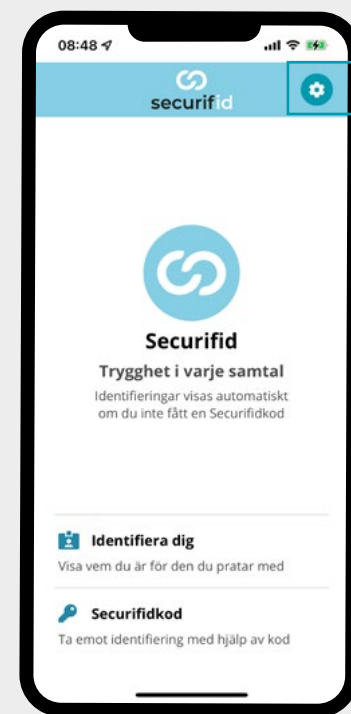 08:48
securifid
Securifid
Trygghet i varje samtal
Identifieringar visas automatiskt
om du inte fått en Securifidkod
Identifiera dig
Visa vem du är för den du pratar med
Securifidkod
Ta emot identifiering med hjälp av kod